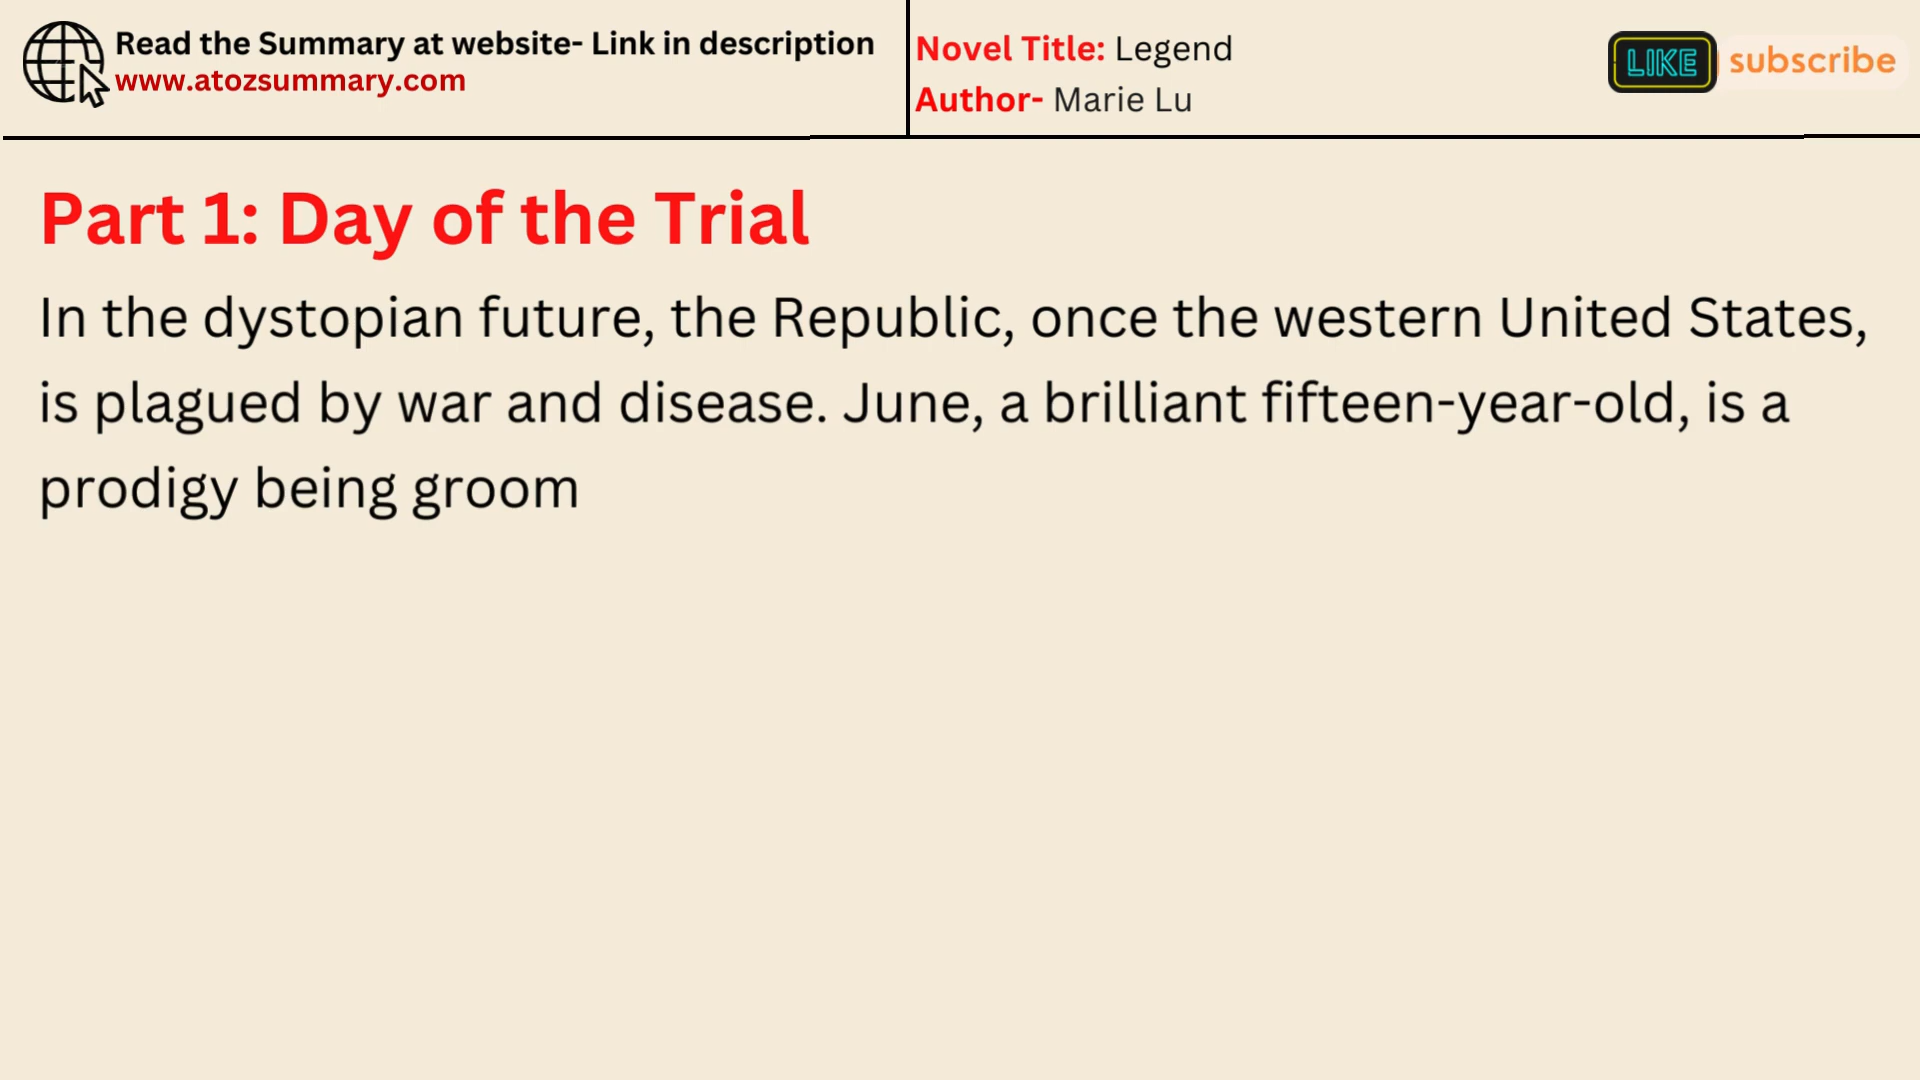 Read the Summary at website- Link in description
www.atozsummary.com
Novel Title: Legend
Author- Marie Lu
LIKE
subscribe
Part 1: Day of the Trial
In the dystopian future, the Republic, once the western United States,
is plagued by war and disease. June, a brilliant fifteen-year-old, is a
prodigy being groom